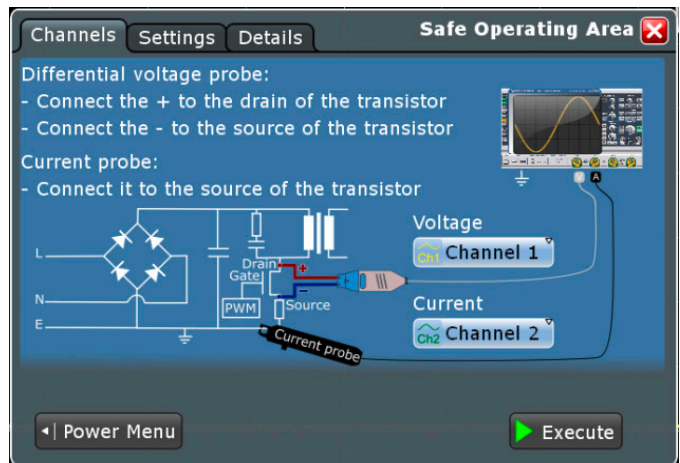 Channels
Settings
Details
Safe Operating Area
Differential voltage probe:
- Connect the + to the drain of the transistor
- Connect the - to the source of the transistor
Current probe:
- Connect it to the source of the transistor
V A
Voltage
Ch1 Channel 1
Current
Ch2 Channel 2
L
N
E
Drain
+
Gate
-
PWM
Source
Current probe
Power Menu
Execute